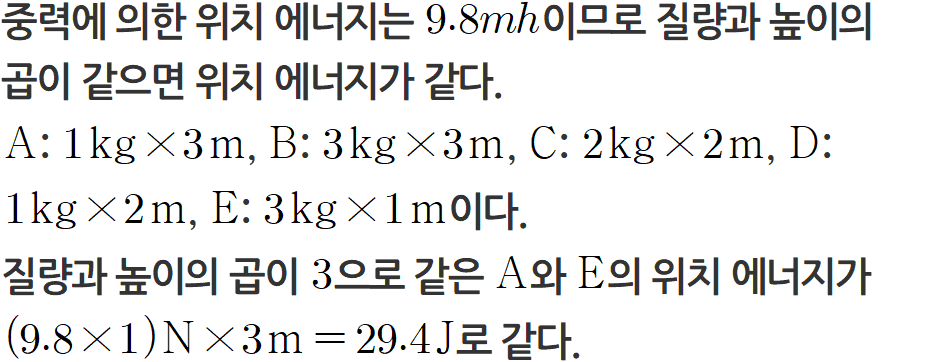 중력에 의한 위치 에너지는 9.8mh이므로 질량과 높이의
곱이 같으면 위치 에너지가 같다.
A: 1kg×3m, B: 3kg×3m, C: 2kg×2m, D:
1kg×2m, E: 3kg×1m이다.
질량과 높이의 곱이 3으로 같은 A와 E의 위치 에너지가
(9.8×1)N×3m=29.4J로 같다.